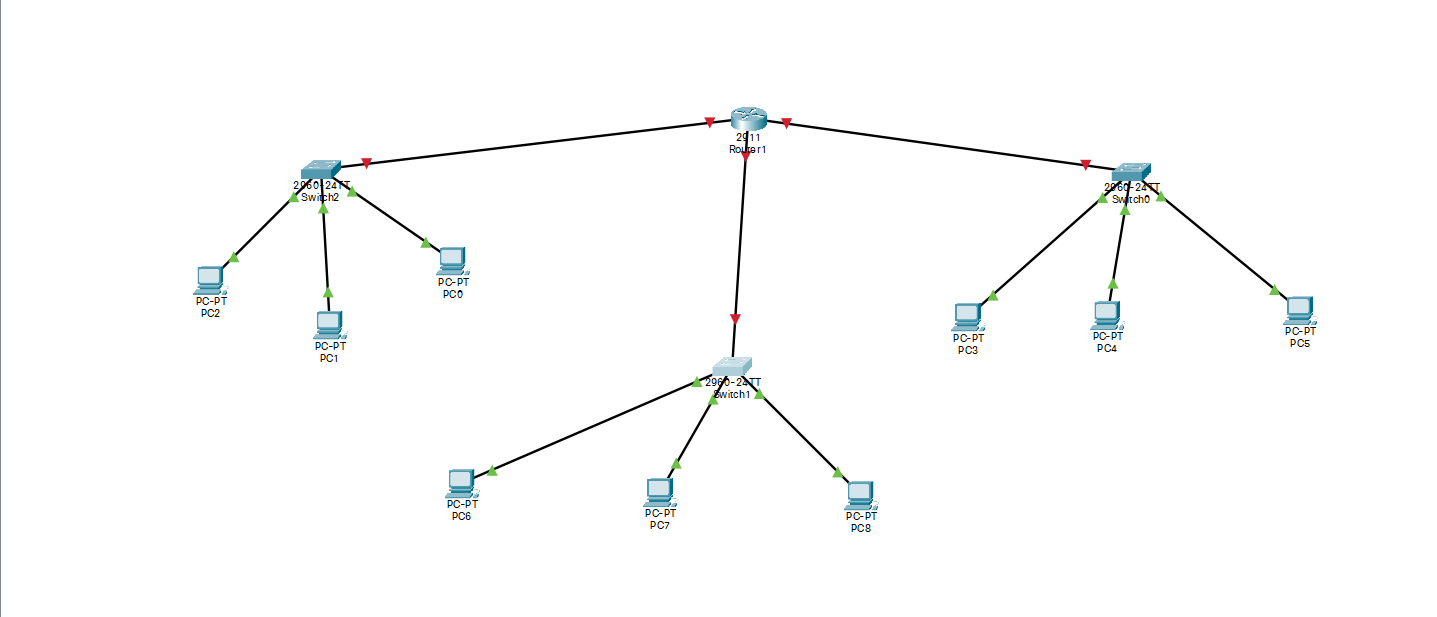 2911
Router1
2960-24TT
Switch2
2960-24TT
Switch0
PC-PT
PC2
PC-PT
PC1
PC-PT
PC0
PC-PT
PC3
PC-PT
PC4
PC-PT
PC5
2960-24TT
Switch1
PC-PT
PC6
PC-PT
PC7
PC-PT
PC8